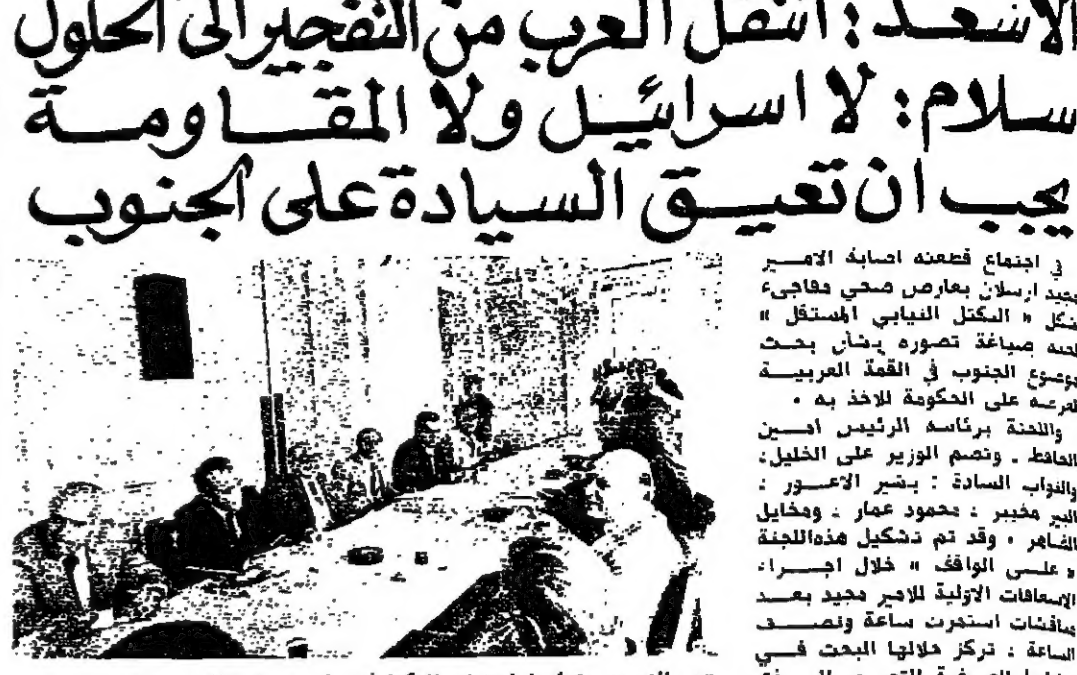 الاسعد : انتقل العرب من التفجير الى الحلول
سلام : لا اسرائيل ولا المقاومة
يجب ان تعيق السيادة على الجنوب
في اجتماع قطعته اصابة الامير
مجيد ارسلان بعارض صحي مفاجىء
شكل « التكتل النيابي المستقل »
لجنة صياغة تصوره بشأن بحث
موضوع الجنوب في القمة العربية
لعرضه على الحكومة للاخذ به .
واللجنة برئاسة الرئيس امين
الحافظ . وتضم الوزير على الخليل ،
والنواب السادة : بشير الاعور ،
البير مخيبر ، محمود عمار ، ومخايل
الضاهر . وقد تم تشكيل هذه اللجنة
« على الواقف » خلال اجراء
الاسعافات الاولية للامير مجيد بعد
مناقشات استمرت ساعة ونصف
الساعة ، تركز خلالها البحث في